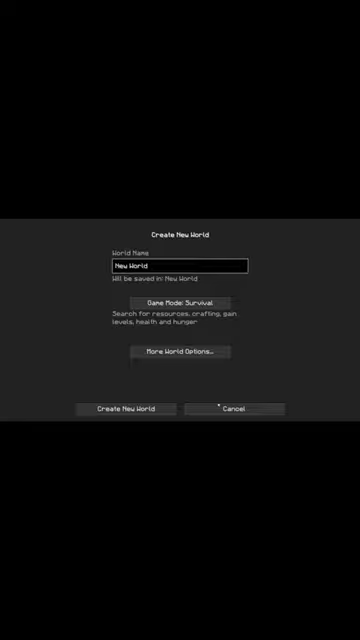 Create New World
World Name
New World
Will be saved in: New World
Game Mode: Survival
Search for resources, crafting, gain
levels, health and hunger
More World Options...
Create New World
Cancel